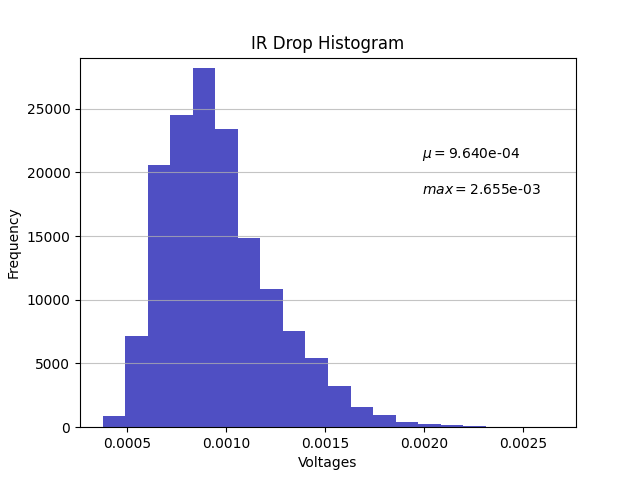 IR Drop Histogram
25000
20000
15000
10000
5000
0
Frequency
μ = 9.640e-04
max = 2.655e-03
0.0005 0.0010 0.0015 0.0020 0.0025
Voltages